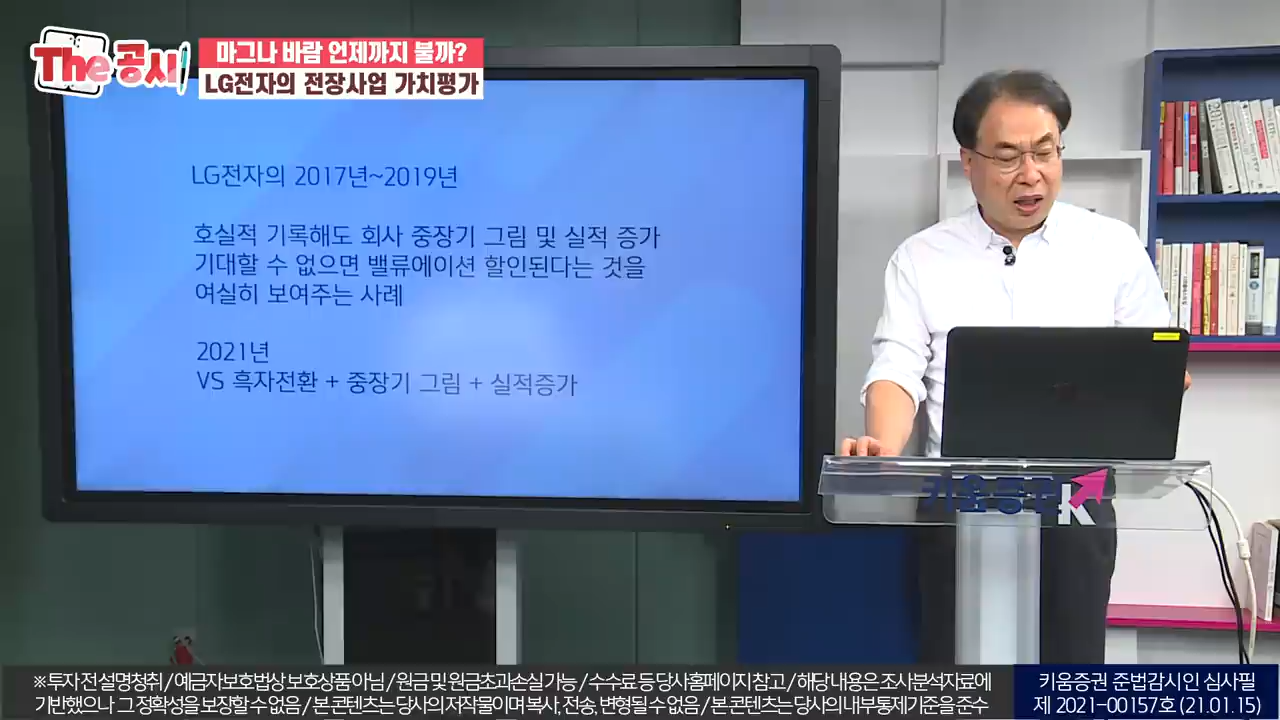 The 공시
마그나 바람 언제까지 불까?
LG전자의 전장사업 가치평가
LG전자의 2017년~2019년
호실적 기록해도 회사 중장기 그림 및 실적 증가
기대할 수 없으면 밸류에이션 할인된다는 것을
여실히 보여주는 사례
2021년
VS 흑자전환 + 중장기 그림 + 실적증가
키움증권
K
※ 투자 전 설명청취 / 예금자보호법상 보호상품 아님 / 원금 및 원금초과손실 가능 / 수수료 등 당사홈페이지 참고 / 해당 내용은 조사분석자료에
기반했으나 그 정확성을 보장할 수 없음 / 본 콘텐츠는 당사의 저작물이며 복사, 전송, 변형될 수 없음 / 본 콘텐츠는 당사의 내부통제기준을 준수
키움증권 준법감시인 심사필
제 2021-00157호 (21.01.15)